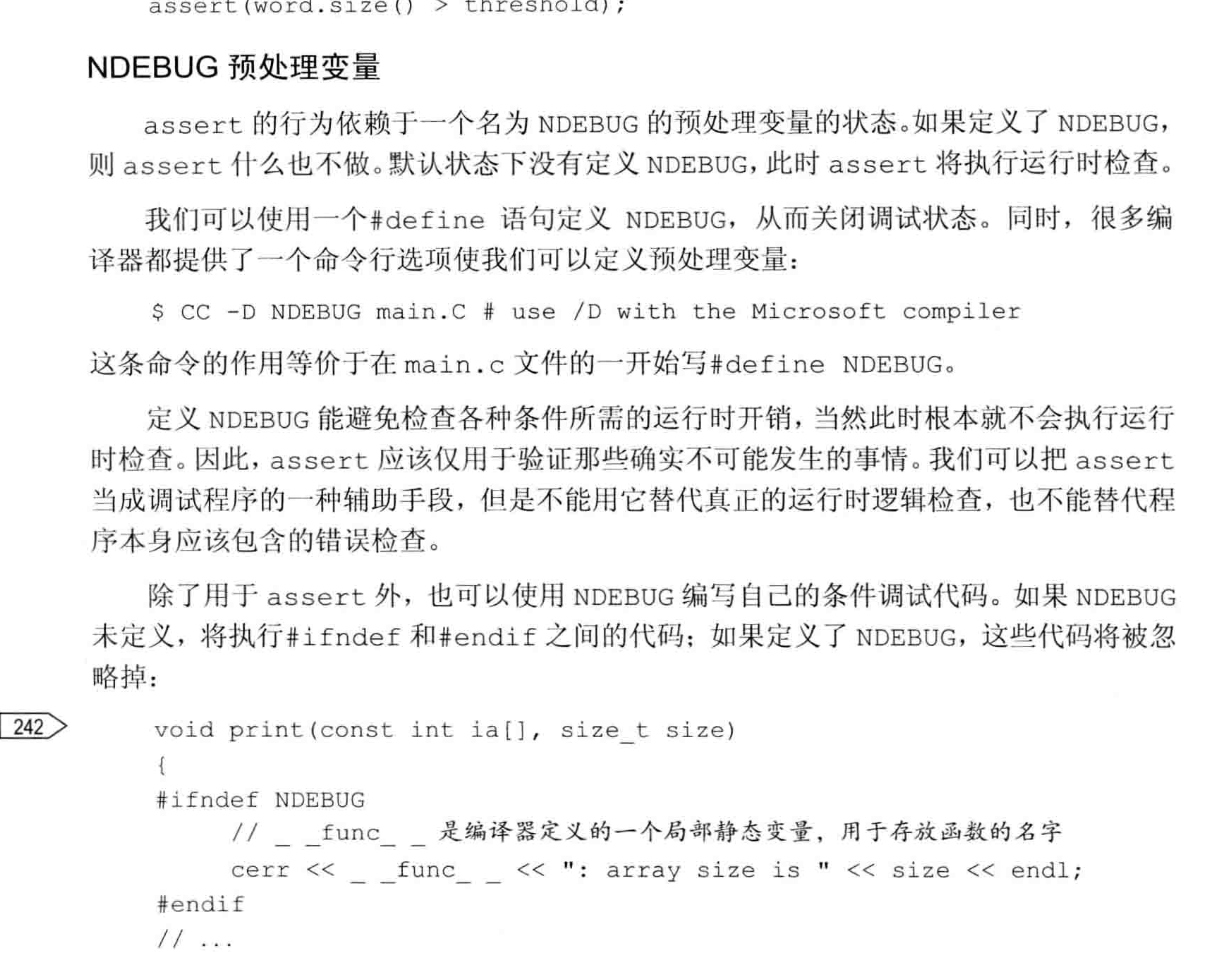 assert(word.size() > threshold);
NDEBUG 预处理变量
assert 的行为依赖于一个名为 NDEBUG 的预处理变量的状态。如果定义了 NDEBUG,
则 assert 什么也不做。默认状态下没有定义 NDEBUG，此时 assert 将执行运行时检查。
我们可以使用一个#define 语句定义 NDEBUG，从而关闭调试状态。同时，很多编
译器都提供了一个命令行选项使我们可以定义预处理变量：
$ CC -D NDEBUG main.C # use /D with the Microsoft compiler
这条命令的作用等价于在 main.c 文件的一开始写#define NDEBUG。
定义 NDEBUG 能避免检查各种条件所需的运行时开销，当然此时根本就不会执行运行
时检查。因此，assert 应该仅用于验证那些确实不可能发生的事情。我们可以把 assert
当成调试程序的一种辅助手段，但是不能用它替代真正的运行时逻辑检查，也不能替代程
序本身应该包含的错误检查。
除了用于 assert 外，也可以使用 NDEBUG 编写自己的条件调试代码。如果 NDEBUG
未定义，将执行#ifndef 和#endif 之间的代码；如果定义了 NDEBUG，这些代码将被忽
略掉：
242
void print(const int ia[], size_t size)
{
#ifndef NDEBUG
// _ _func_ _ 是编译器定义的一个局部静态变量，用于存放函数的名字
cerr << _ _func_ _ << ": array size is " << size << endl;
#endif
// ...